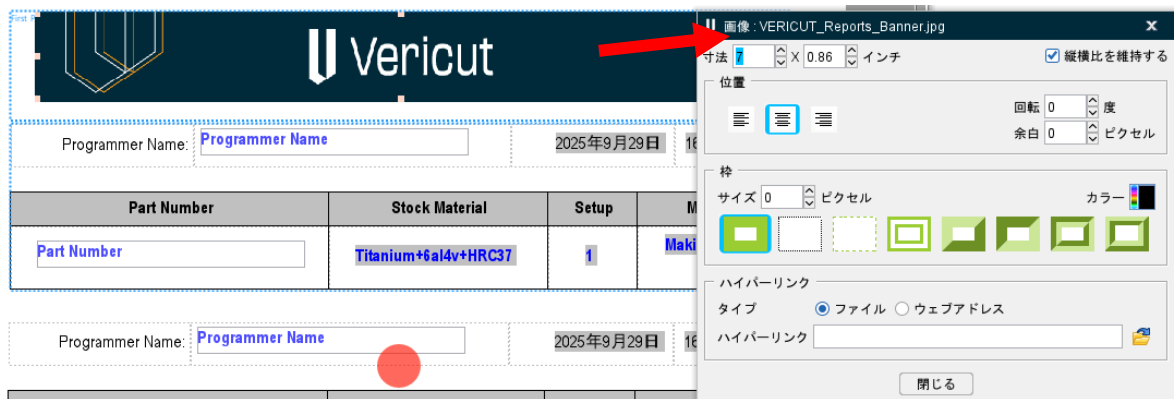 First P
Vericut
Programmer Name: Programmer Name 2025年9月29日 16
Part Number Stock Material Setup M
Part Number Titanium+6al4v+HRC37 1 Maki
Programmer Name: Programmer Name 2025年9月29日 16
画像 : VERICUT_Reports_Banner.jpg X
寸法 7 X 0.86 インチ 縦横比を維持する
位置
回転 0 度
余白 0 ピクセル
枠
サイズ 0 ピクセル カラー
ハイパーリンク
タイプ ファイル ウェブアドレス
ハイパーリンク
閉じる